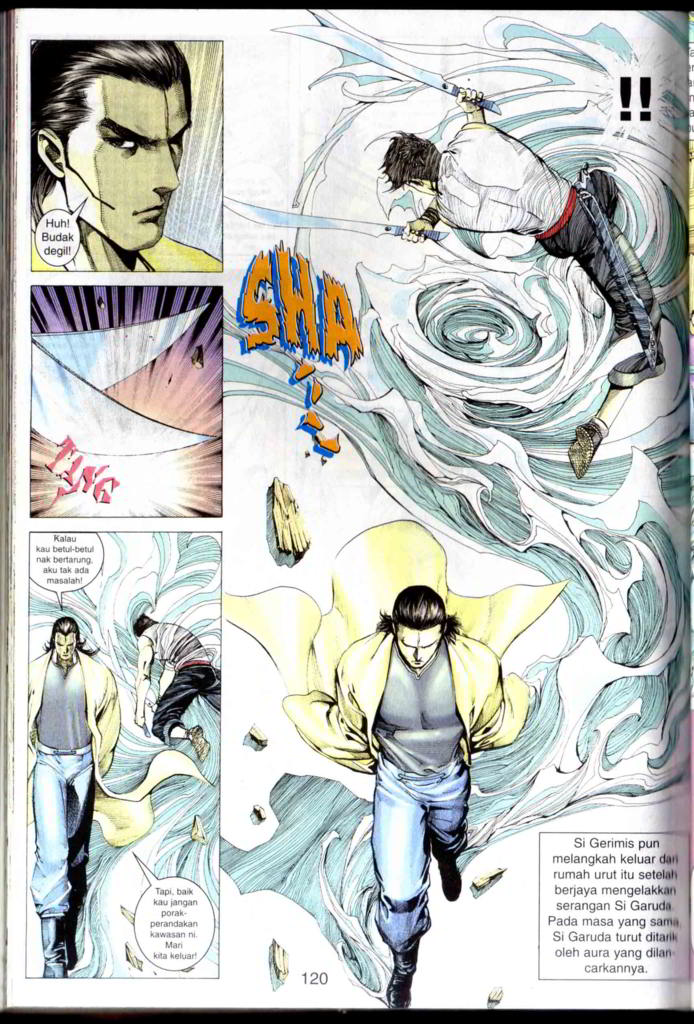 Huh!
Budak
degil!
!!
SHA
TING
Kalau
kau betul-betul
nak bertarung,
aku tak ada
masalah!
Tapi, baik
kau jangan
porak-
perandakan
kawasan ni.
Mari
kita keluar!
Si Gerimis pun
melangkah keluar dari
rumah urut itu setelah
berjaya mengelakkan
serangan Si Garuda.
Pada masa yang sama,
Si Garuda turut ditarik
oleh aura yang dilan-
carkannya.
120